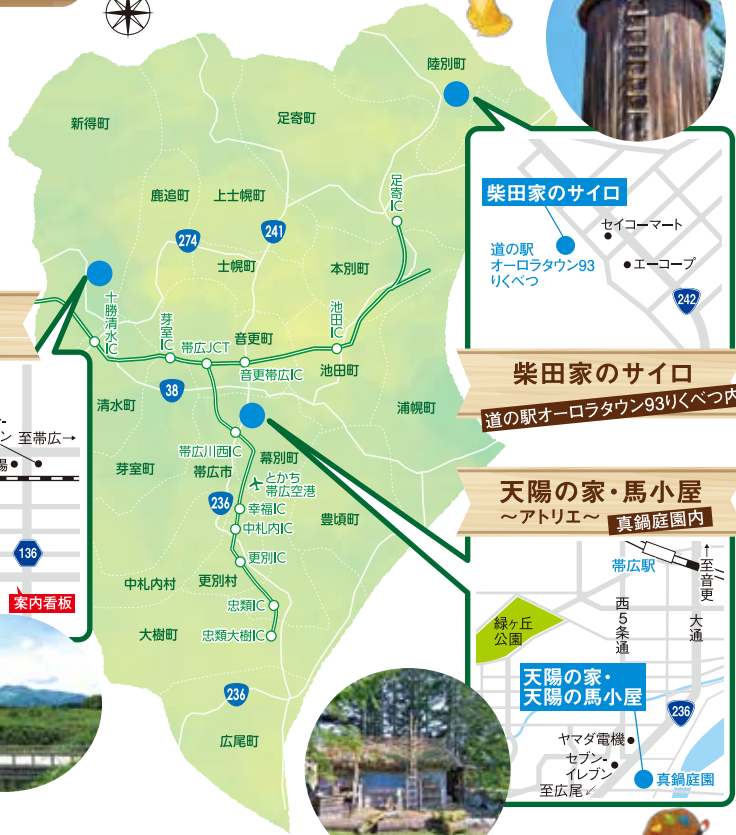 陸別町
新得町
足寄町
鹿追町
上士幌町
足寄IC
274
241
士幌町
本別町
十勝清水IC
芽室IC
帯広JCT
音更町
音更帯広IC
池田IC
池田町
38
清水町
浦幌町
帯広川西IC
芽室町
帯広市
幕別町
とかち
帯広空港
236
幸福IC
中札内IC
豊頃町
更別IC
中札内村
更別村
忠類IC
大樹町
忠類大樹IC
236
広尾町
至帯広→
136
案内看板
柴田家のサイロ
セイコーマート
道の駅
オーロラタウン93
りくべつ
エーコープ
242
柴田家のサイロ
道の駅オーロラタウン93りくべつ内
天陽の家・馬小屋
～アトリエ～
真鍋庭園内
帯広駅
←至音更
緑ヶ丘
公園
西5条通
大通
天陽の家・
天陽の馬小屋
236
ヤマダ電機
セブン-
イレブン
至広尾↙
真鍋庭園